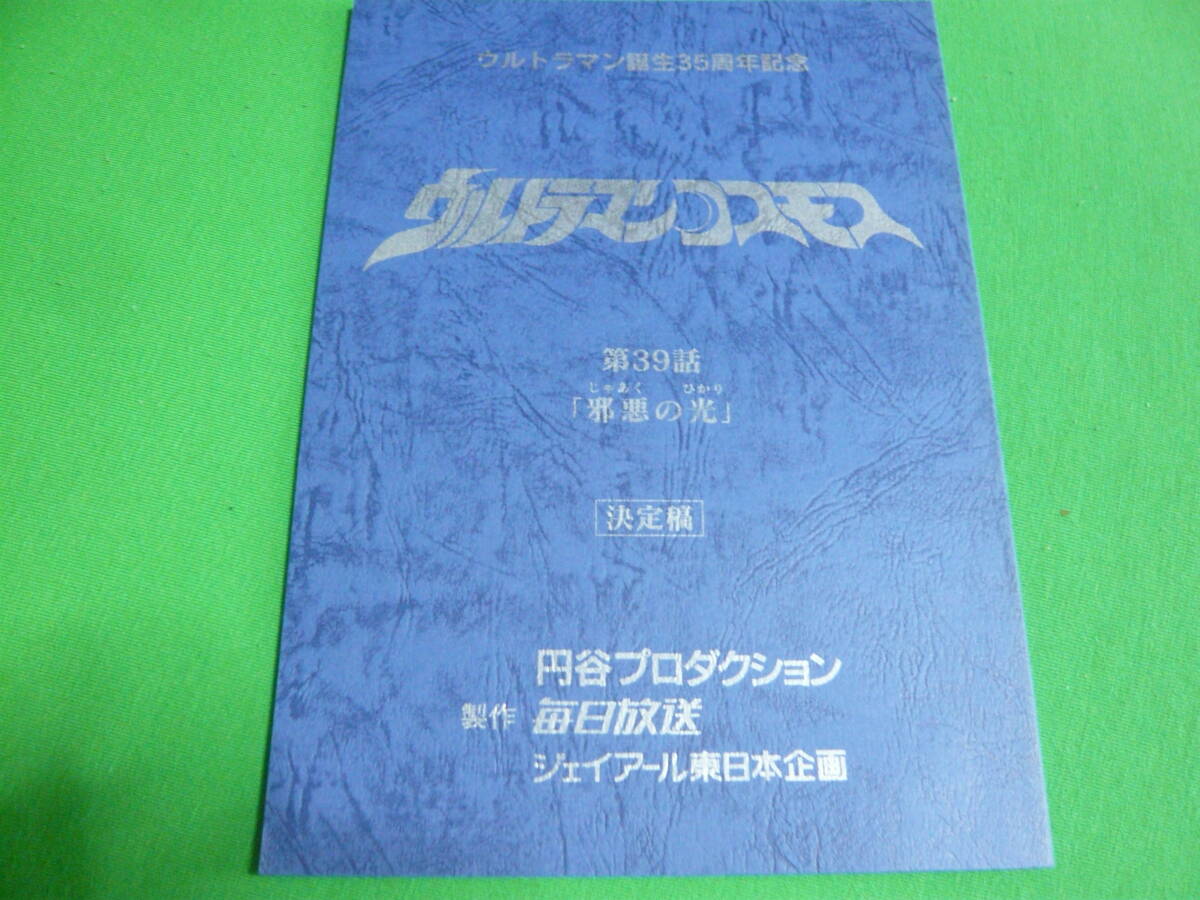 ウルトラマン誕生35周年記念
ウルトラマンコスモス
第39話
じゃあく ひかり
「邪悪の光」
決定稿
円谷プロダクション
製作 毎日放送
ジェイアール東日本企画